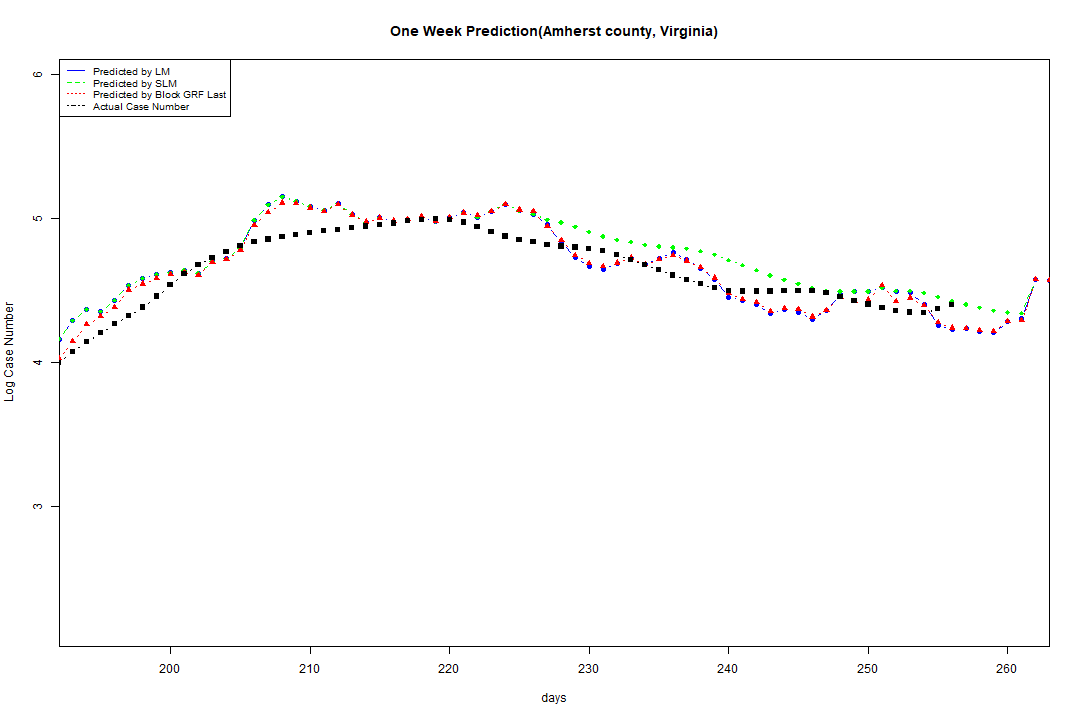 One Week Prediction(Amherst county, Virginia)
Predicted by LM
Predicted by SLM
Predicted by Block GRF Last
Actual Case Number
6
5
4
3
Log Case Number
200 210 220 230 240 250 260
days